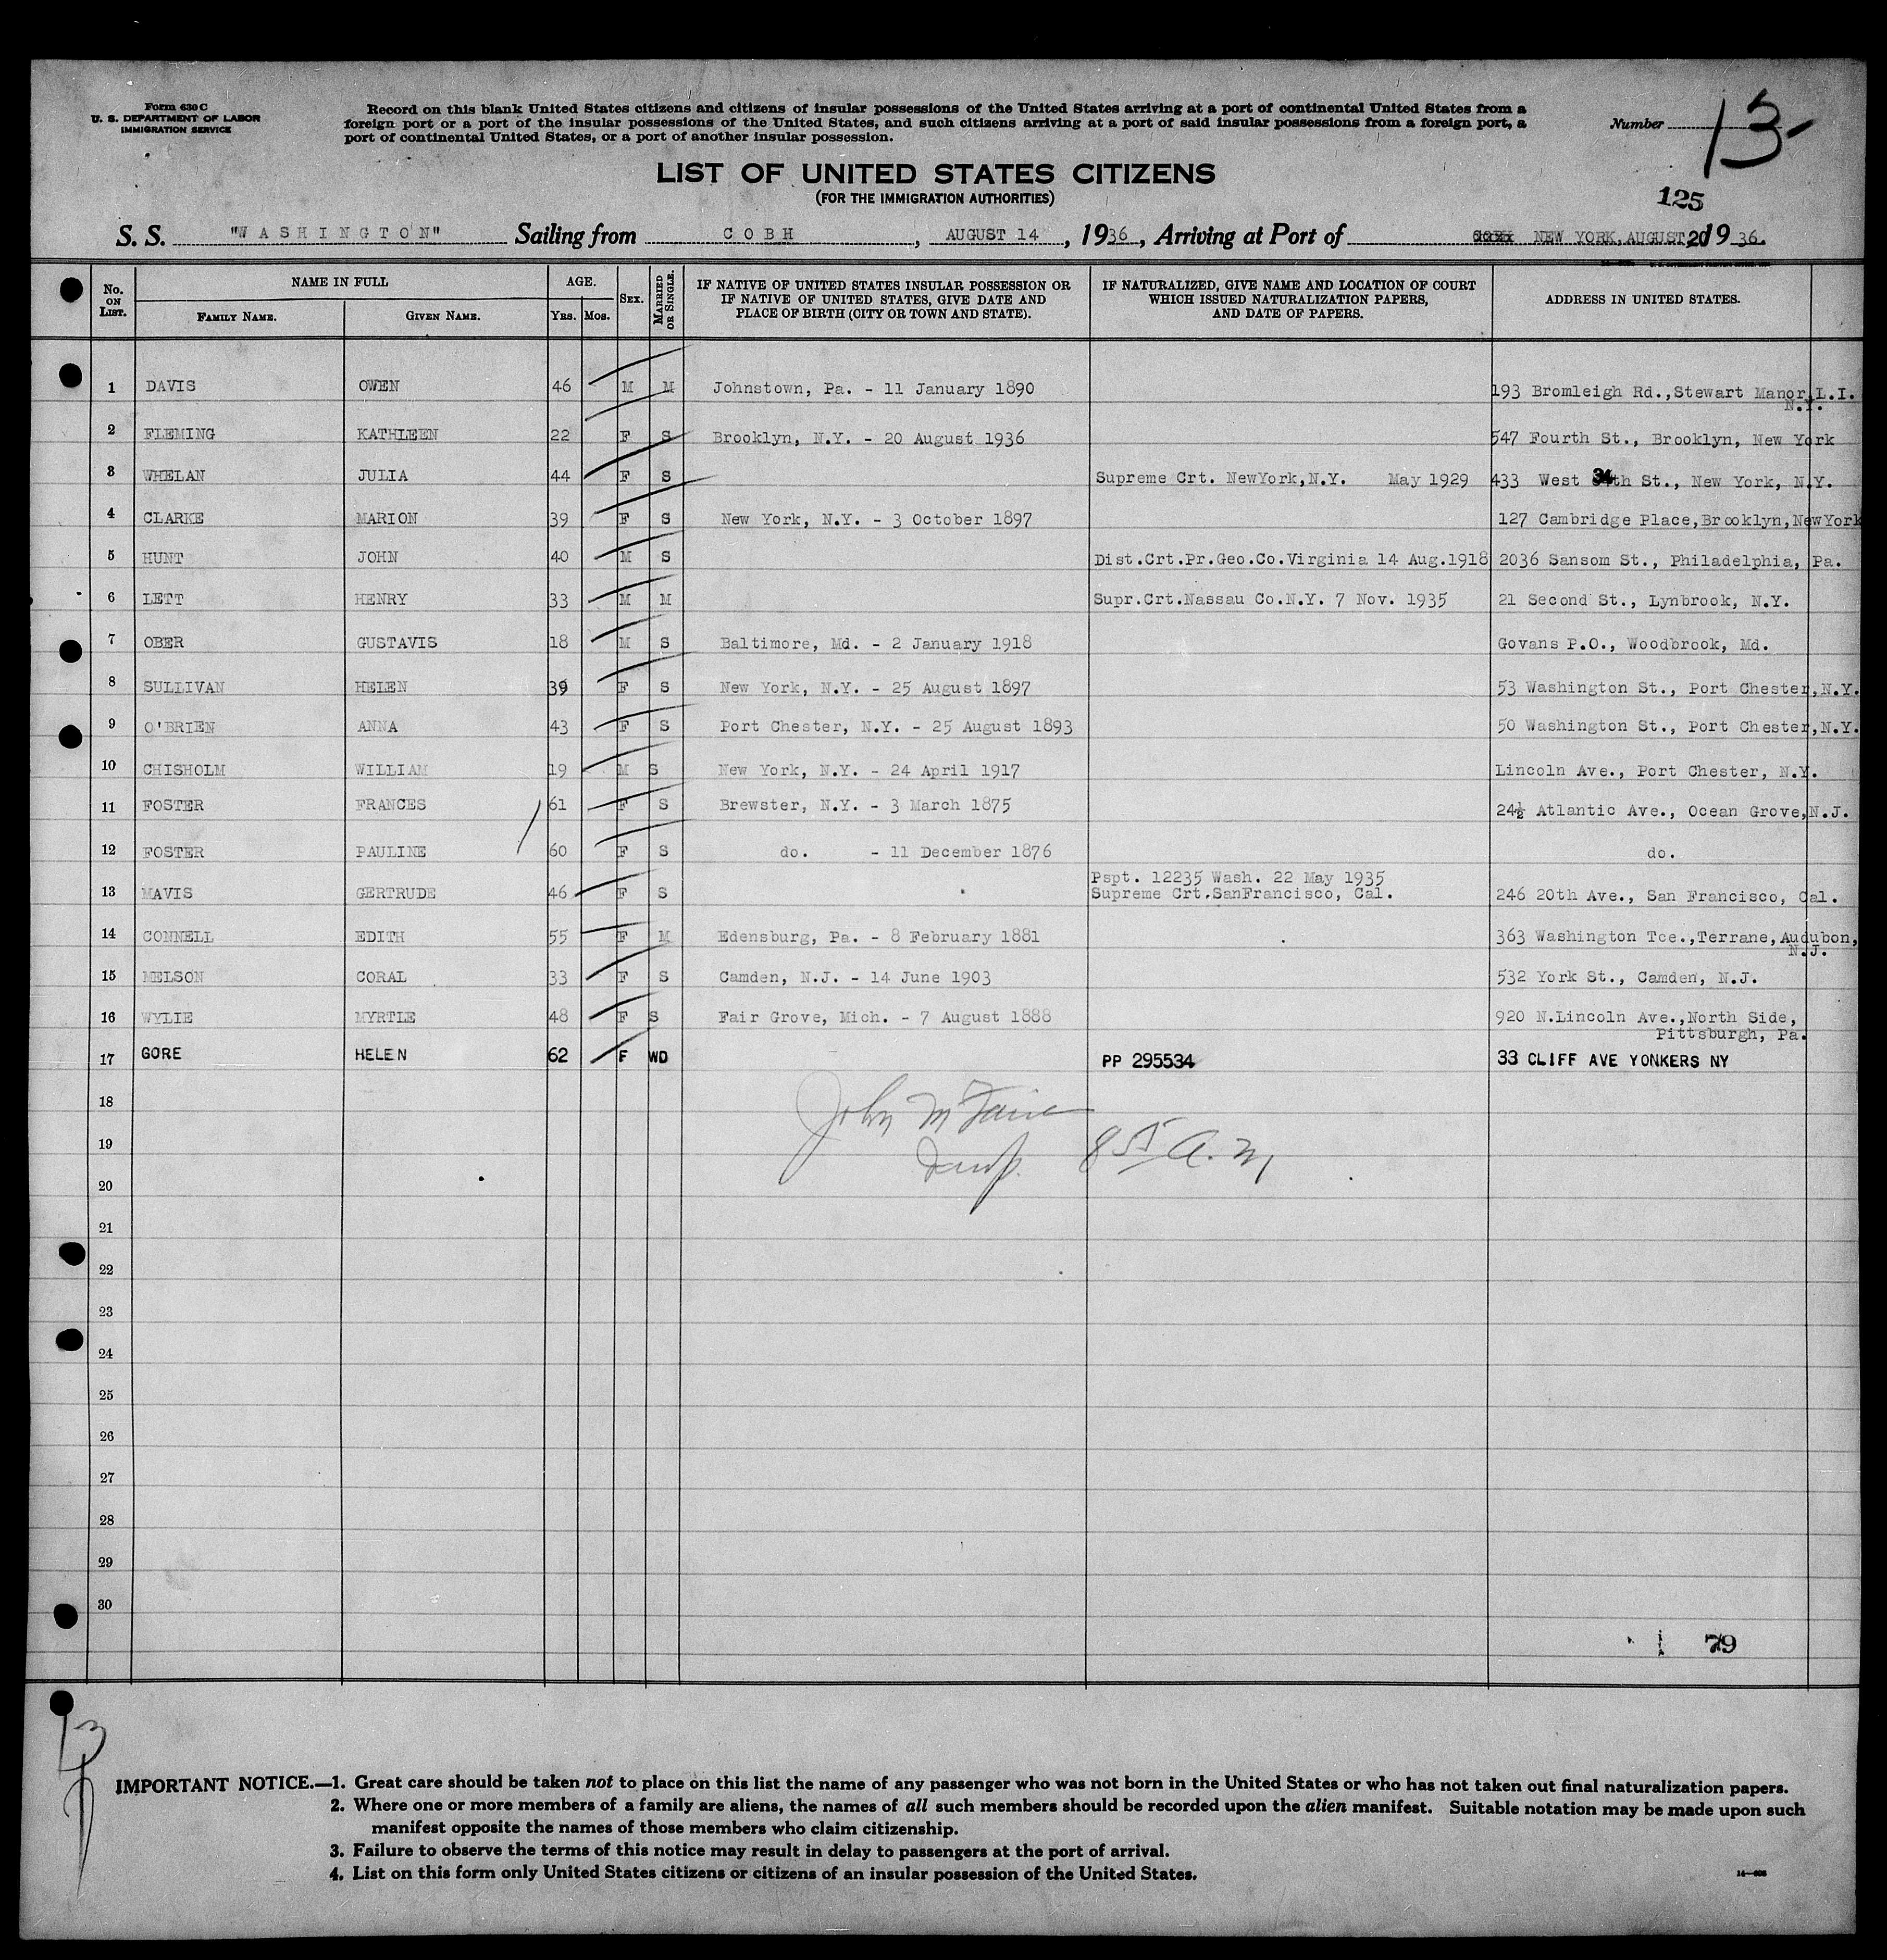 Form 630 C
U. S. DEPARTMENT OF LABOR
IMMIGRATION SERVICE
Record on this blank United States citizens and citizens of insular possessions of the United States arriving at a port of continental United States from a
foreign port or a port of the insular possessions of the United States, and such citizens arriving at a port of said insular possessions from a foreign port, a
port of continental United States, or a port of another insular possession.
Number 13
LIST OF UNITED STATES CITIZENS
(FOR THE IMMIGRATION AUTHORITIES)
125
S. S. "WASHINGTON" Sailing from COBH, AUGUST 14, 1936, Arriving at Port of NEW YORK, AUGUST 20 1936.
No. ON LIST. NAME IN FULL FAMILY NAME. GIVEN NAME. AGE. YRS. MOS. SEX. MARRIED OR SINGLE. IF NATIVE OF UNITED STATES INSULAR POSSESSION OR IF NATIVE OF UNITED STATES, GIVE DATE AND PLACE OF BIRTH (CITY OR TOWN AND STATE). IF NATURALIZED, GIVE NAME AND LOCATION OF COURT WHICH ISSUED NATURALIZATION PAPERS, AND DATE OF PAPERS. ADDRESS IN UNITED STATES.
1 DAVIS OWEN 46 M M Johnstown, Pa. - 11 January 1890 193 Bromleigh Rd.,Stewart Manor,L.I.
N.Y.
2 FLEMING KATHLEEN 22 F S Brooklyn, N.Y. - 20 August 1936 547 Fourth St., Brooklyn, New York
3 WHELAN JULIA 44 F S Supreme Crt. NewYork,N.Y. May 1929 433 West 34th St., New York, N.Y.
4 CLARKE MARION 39 F S New York, N.Y. - 3 October 1897 127 Cambridge Place,Brooklyn,NewYork
5 HUNT JOHN 40 M S Dist.Crt.Pr.Geo.Co.Virginia 14 Aug.1918 2036 Sansom St., Philadelphia, Pa.
6 LETT HENRY 33 M M Supr.Crt.Nassau Co.N.Y. 7 Nov. 1935 21 Second St., Lynbrook, N.Y.
7 OBER GUSTAVIS 18 M S Baltimore, Md. - 2 January 1918 Govans P.O., Woodbrook, Md.
8 SULLIVAN HELEN 39 F S New York, N.Y. - 25 August 1897 53 Washington St., Port Chester,N.Y.
9 O'BRIEN ANNA 43 F S Port Chester, N.Y. - 25 August 1893 50 Washington St., Port Chester,N.Y.
10 CHISHOLM WILLIAM 19 M S New York, N.Y. - 24 April 1917 Lincoln Ave., Port Chester, N.Y.
11 FOSTER FRANCES 61 F S Brewster, N.Y. - 3 March 1875 24½ Atlantic Ave., Ocean Grove,N.J.
12 FOSTER PAULINE 60 F S do. - 11 December 1876 do.
Pspt. 12235 Wash. 22 May 1935
13 MAVIS GERTRUDE 46 F S Supreme Crt.SanFrancisco, Cal. 246 20th Ave., San Francisco, Cal.
14 CONNELL EDITH 55 F M Edensburg, Pa. - 8 February 1881 363 Washington Tce.,Terrane,Audubon,
N.J.
15 MELSON CORAL 33 F S Camden, N.J. - 14 June 1903 532 York St., Camden, N.J.
16 WYLIE MYRTLE 48 F S Fair Grove, Mich. - 7 August 1888 920 N.Lincoln Ave.,North Side,
Pittsburgh, Pa.
17 GORE HELEN 62 F WD PP 295534 33 CLIFF AVE YONKERS NY
18
John M
19
8 55 A. M
20
21
22
23
24
25
26
27
28
29
30
79
13
IMPORTANT NOTICE.—1. Great care should be taken not to place on this list the name of any passenger who was not born in the United States or who has not taken out final naturalization papers.
2. Where one or more members of a family are aliens, the names of all such members should be recorded upon the alien manifest. Suitable notation may be made upon such
manifest opposite the names of those members who claim citizenship.
3. Failure to observe the terms of this notice may result in delay to passengers at the port of arrival.
4. List on this form only United States citizens or citizens of an insular possession of the United States.